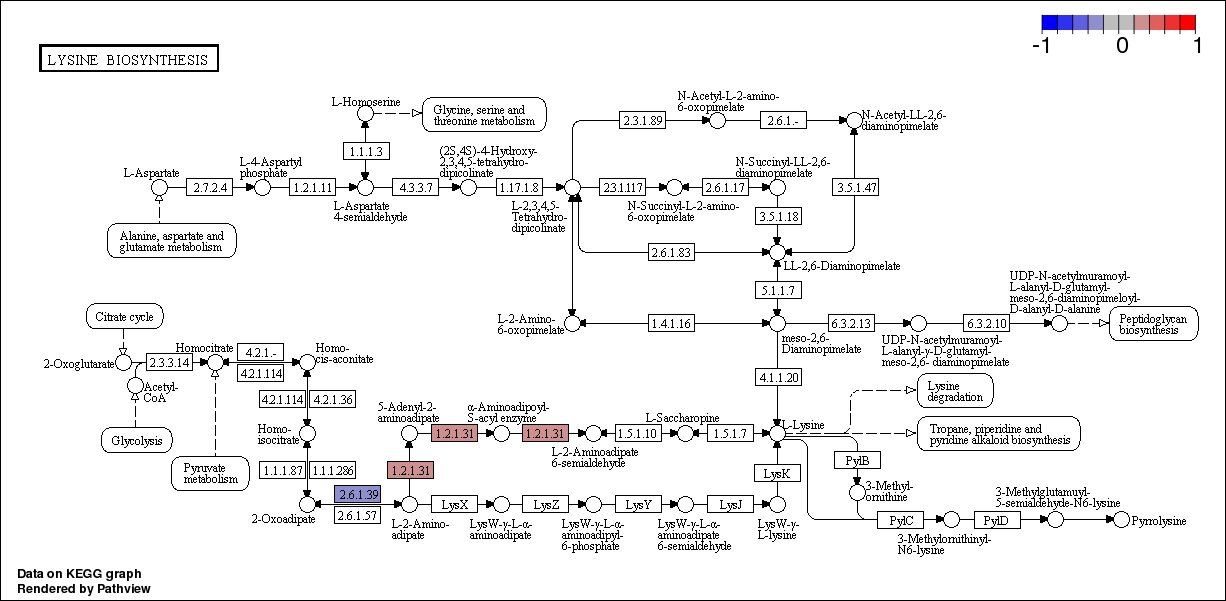 -1 0 1
LYSINE BIOSYNTHESIS
L-Homoserine
Glycine, serine and
threonine metabolism
N-Acetyl-L-2-amino-
6-oxopimelate
2.3.1.89
2.6.1.-
N-Acetyl-LL-2,6-
diaminopimelate
1.1.1.3
(2S,4S)-4-Hydroxy-
2,3,4,5-tetrahydro-
dipicolinate
L-Aspartate
L-4-Aspartyl
phosphate
N-Succinyl-LL-2,6-
diaminopimelate
2.7.2.4
1.2.1.11
4.3.3.7
1.17.1.8
2.3.1.117
2.6.1.17
3.5.1.47
L-Aspartate
4-semialdehyde
L-2,3,4,5-
Tetrahydro-
dipicolinate
N-Succinyl-L-2-amino-
6-oxopimelate
3.5.1.18
Alanine, aspartate and
glutamate metabolism
2.6.1.83
LL-2,6-Diaminopimelate
5.1.1.7
UDP-N-acetylmuramoyl-
L-alanyl-D-glutamyl-
meso-2,6-diaminopimeloyl-
D-alanyl-D-alanine
Citrate cycle
L-2-Amino-
6-oxopimelate
1.4.1.16
6.3.2.13
6.3.2.10
Peptidoglycan
biosynthesis
meso-2,6-
Diaminopimelate
UDP-N-acetylmuramoyl-
L-alanyl-γ-D-glutamyl-
meso-2,6- diaminopimelate
2-Oxoglutarate
2.3.3.14
Homocitrate
4.2.1.-
4.2.1.114
Homo-
cis-aconitate
4.1.1.20
Acetyl-
CoA
4.2.1.114
4.2.1.36
Lysine
degradation
5-Adenyl-2-
aminoadipate
α-Aminoadipoyl-
S-acyl enzyme
L-Saccharopine
L-Lysine
Glycolysis
Homo-
isocitrate
1.2.1.31
1.2.1.31
1.5.1.10
1.5.1.7
Tropane, piperidine and
pyridine alkaloid biosynthesis
L-2-Aminoadipate
6-semialdehyde
Pyruvate
metabolism
1.1.1.87
1.1.1.286
1.2.1.31
LysK
PylB
2.6.1.39
2.6.1.57
2-Oxoadipate
L-2-Amino-
adipate
LysX
LysZ
LysY
LysJ
LysW-γ-L-α-
aminoadipate
LysW-γ-L-α-
aminoadipyl-
6-phosphate
LysW-γ-L-α-
aminoadipate
6-semialdehyde
LysW-γ-
L-lysine
3-Methyl-
ornithine
3-Methylglutamuyl-
5-semialdehyde-N6-lysine
PylC
PylD
Pyrrolysine
3-Methylornithinyl-
N6-lysine
Data on KEGG graph
Rendered by Pathview